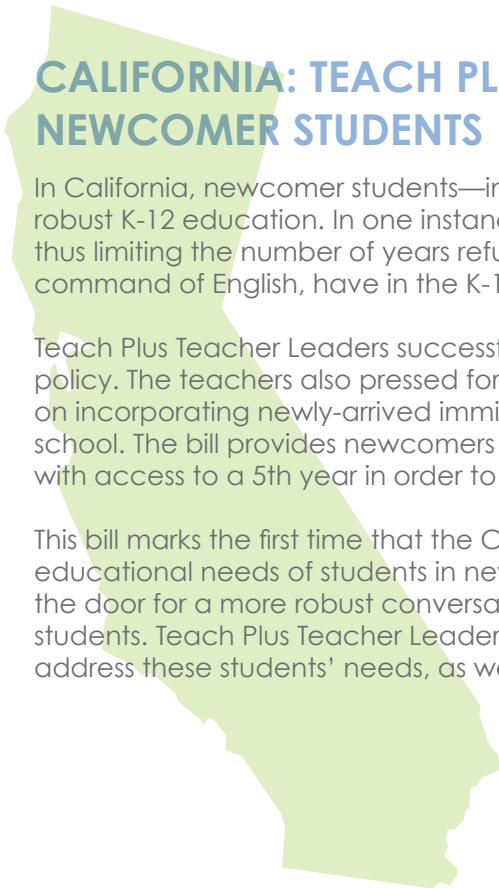 CALIFORNIA: TEACH PL
NEWCOMER STUDENTS
In California, newcomer students—in
robust K-12 education. In one instan
thus limiting the number of years refu
command of English, have in the K-1
Teach Plus Teacher Leaders successf
policy. The teachers also pressed for
on incorporating newly-arrived immi
school. The bill provides newcomers
with access to a 5th year in order to
This bill marks the first time that the C
educational needs of students in nev
the door for a more robust conversa
students. Teach Plus Teacher Leader
address these students’ needs, as we